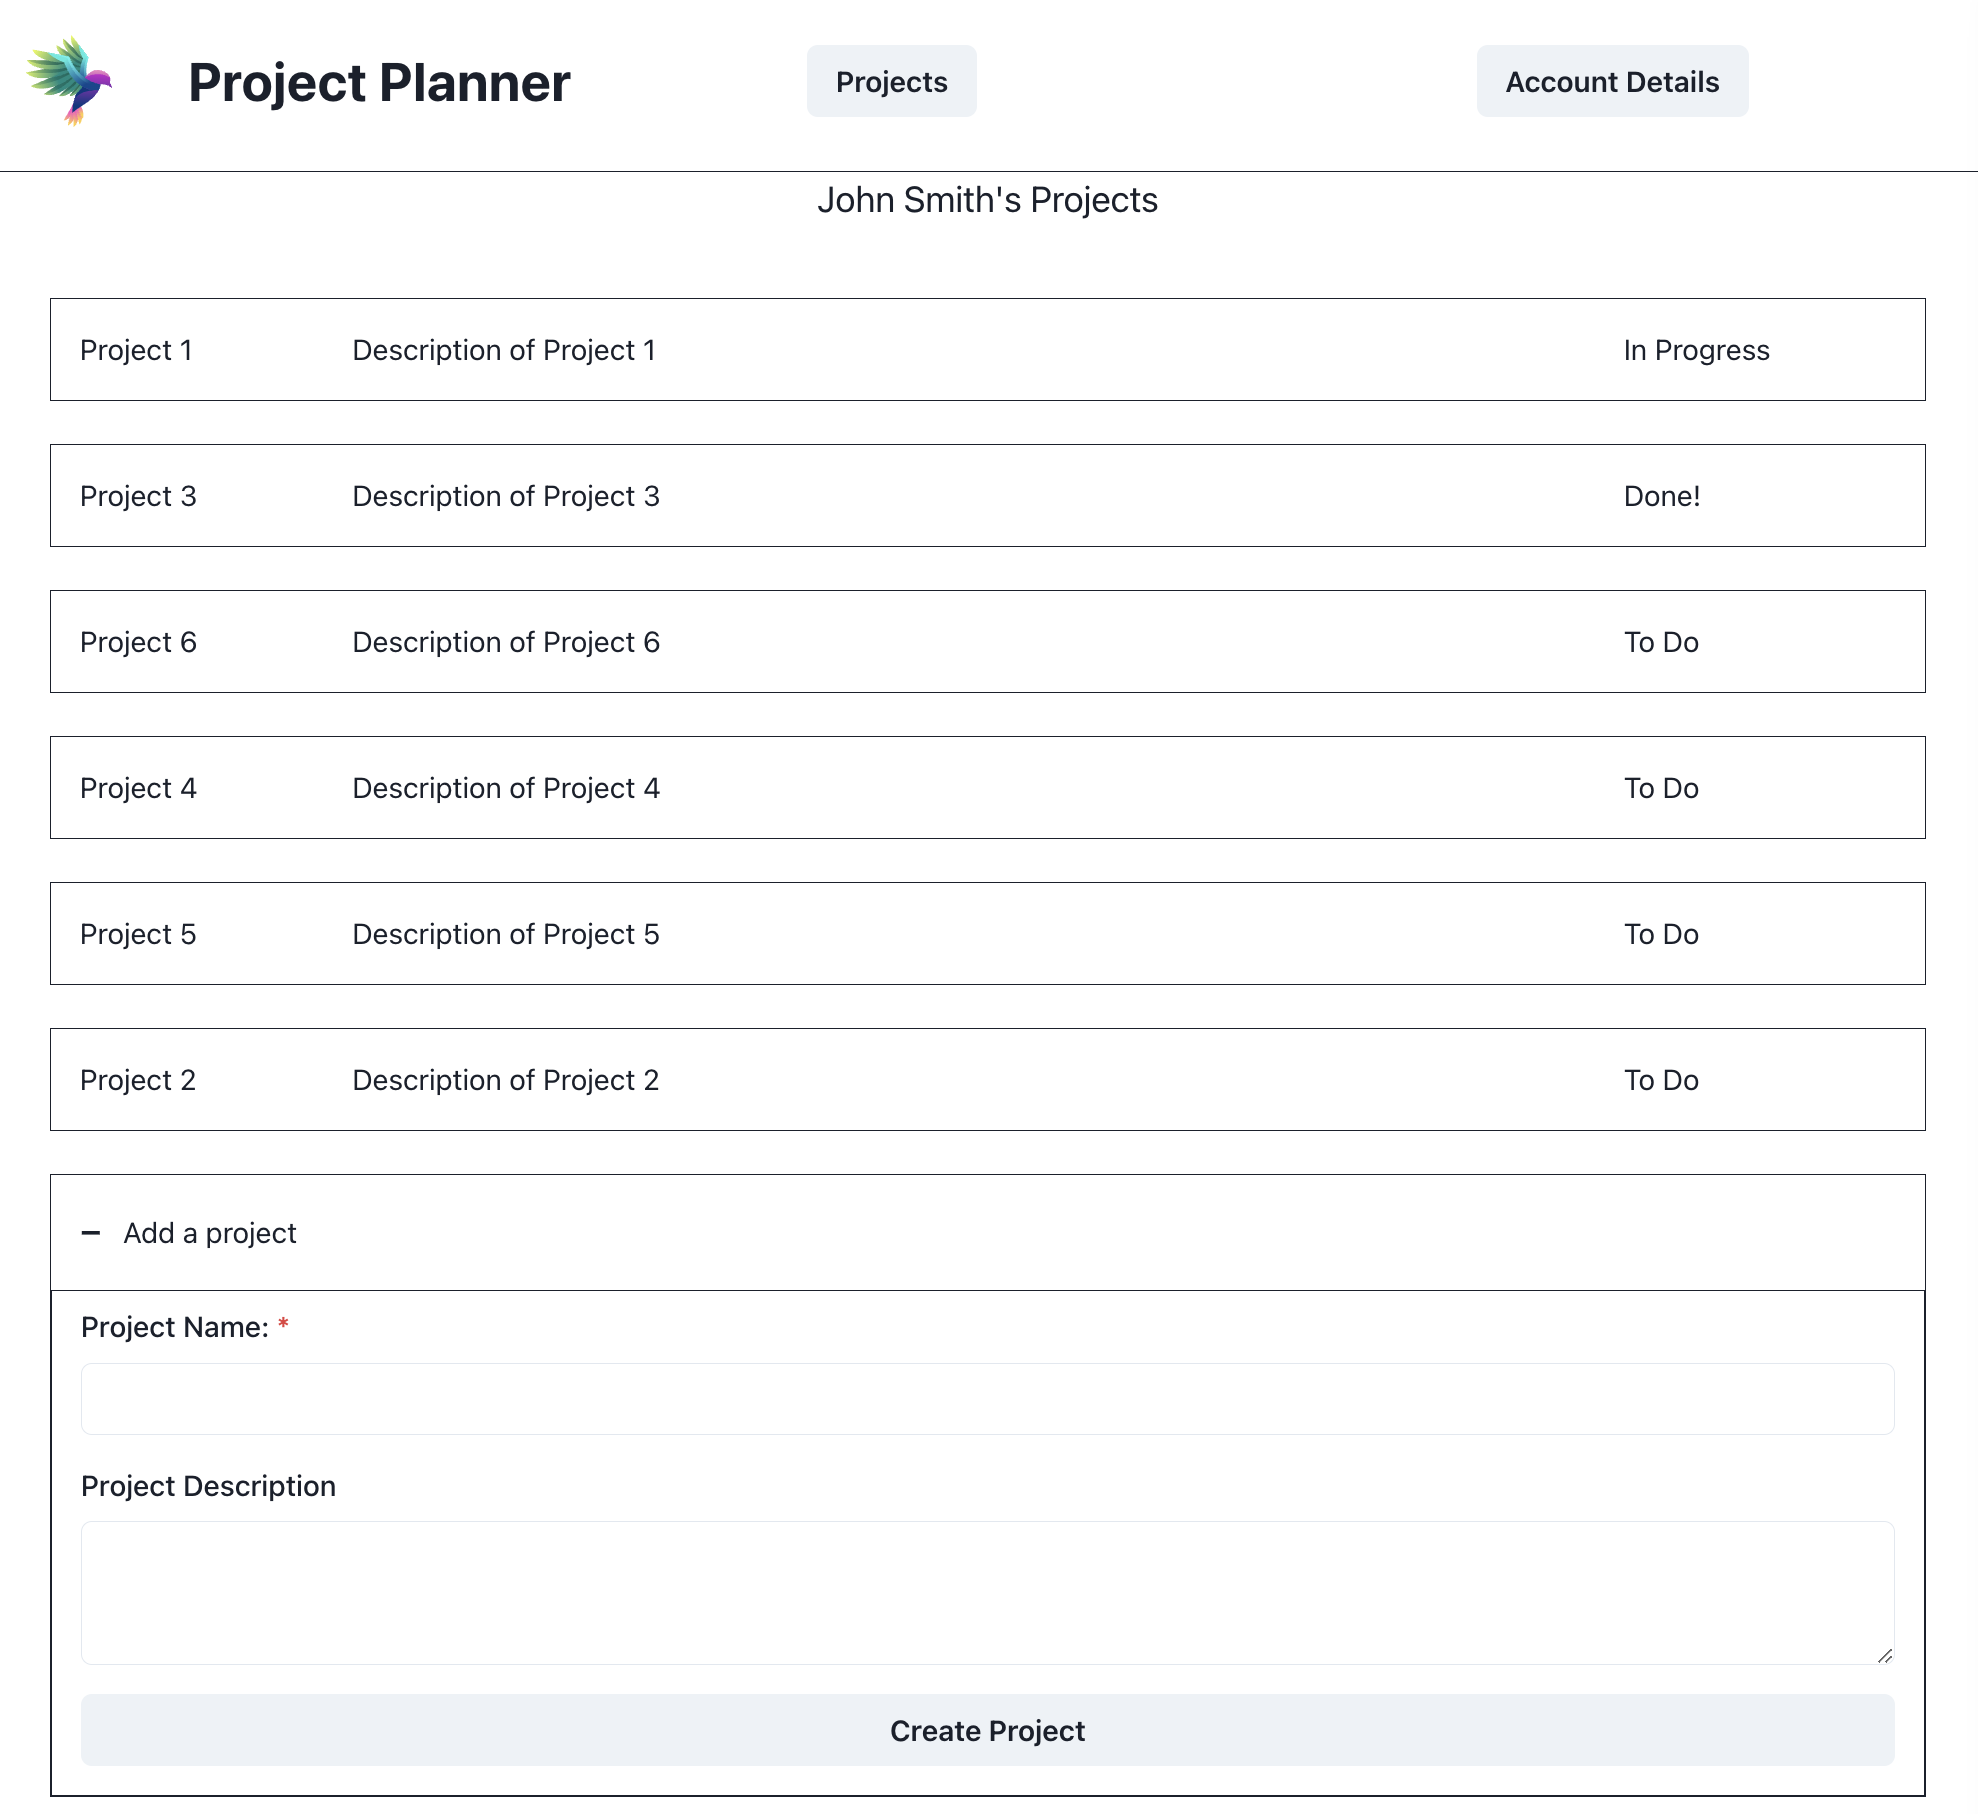 Project Planner
Projects
Account Details
John Smith's Projects
Project 1 Description of Project 1 In Progress
Project 3 Description of Project 3 Done!
Project 6 Description of Project 6 To Do
Project 4 Description of Project 4 To Do
Project 5 Description of Project 5 To Do
Project 2 Description of Project 2 To Do
– Add a project
Project Name: *
Project Description
Create Project